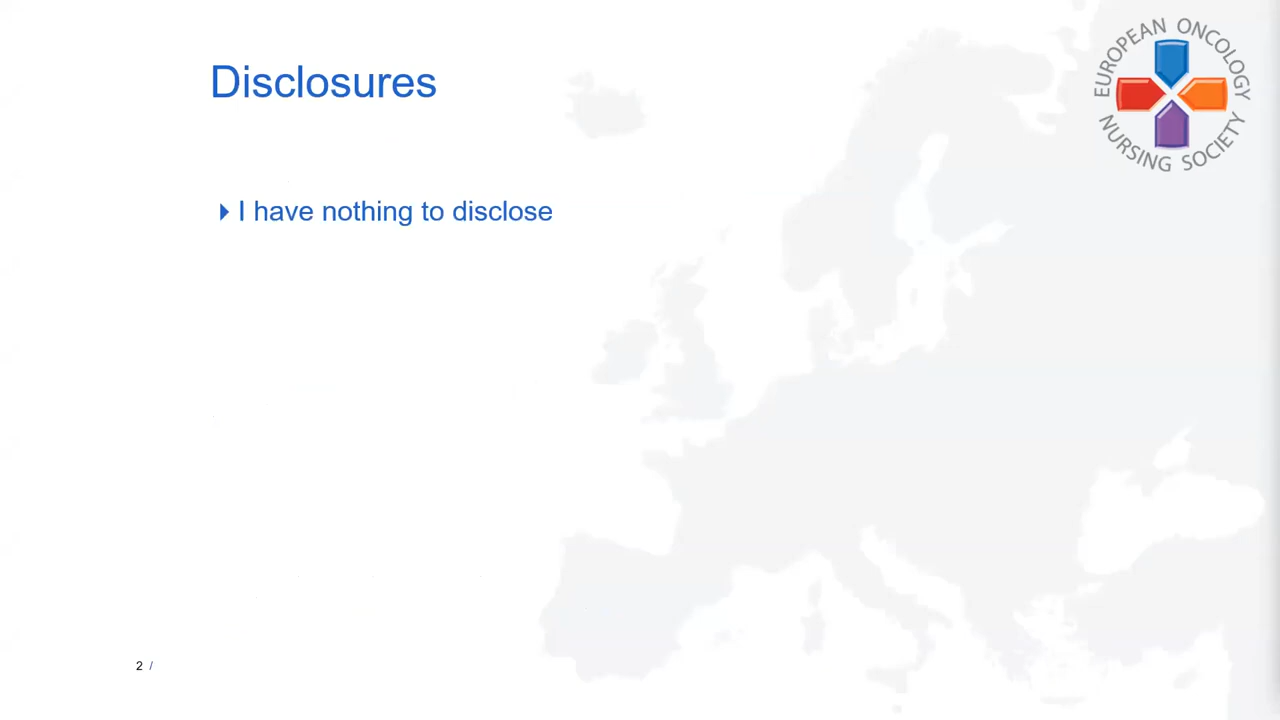 Disclosures
EUROPEAN ONCOLOGY
NURSING SOCIETY
I have nothing to disclose
2 /